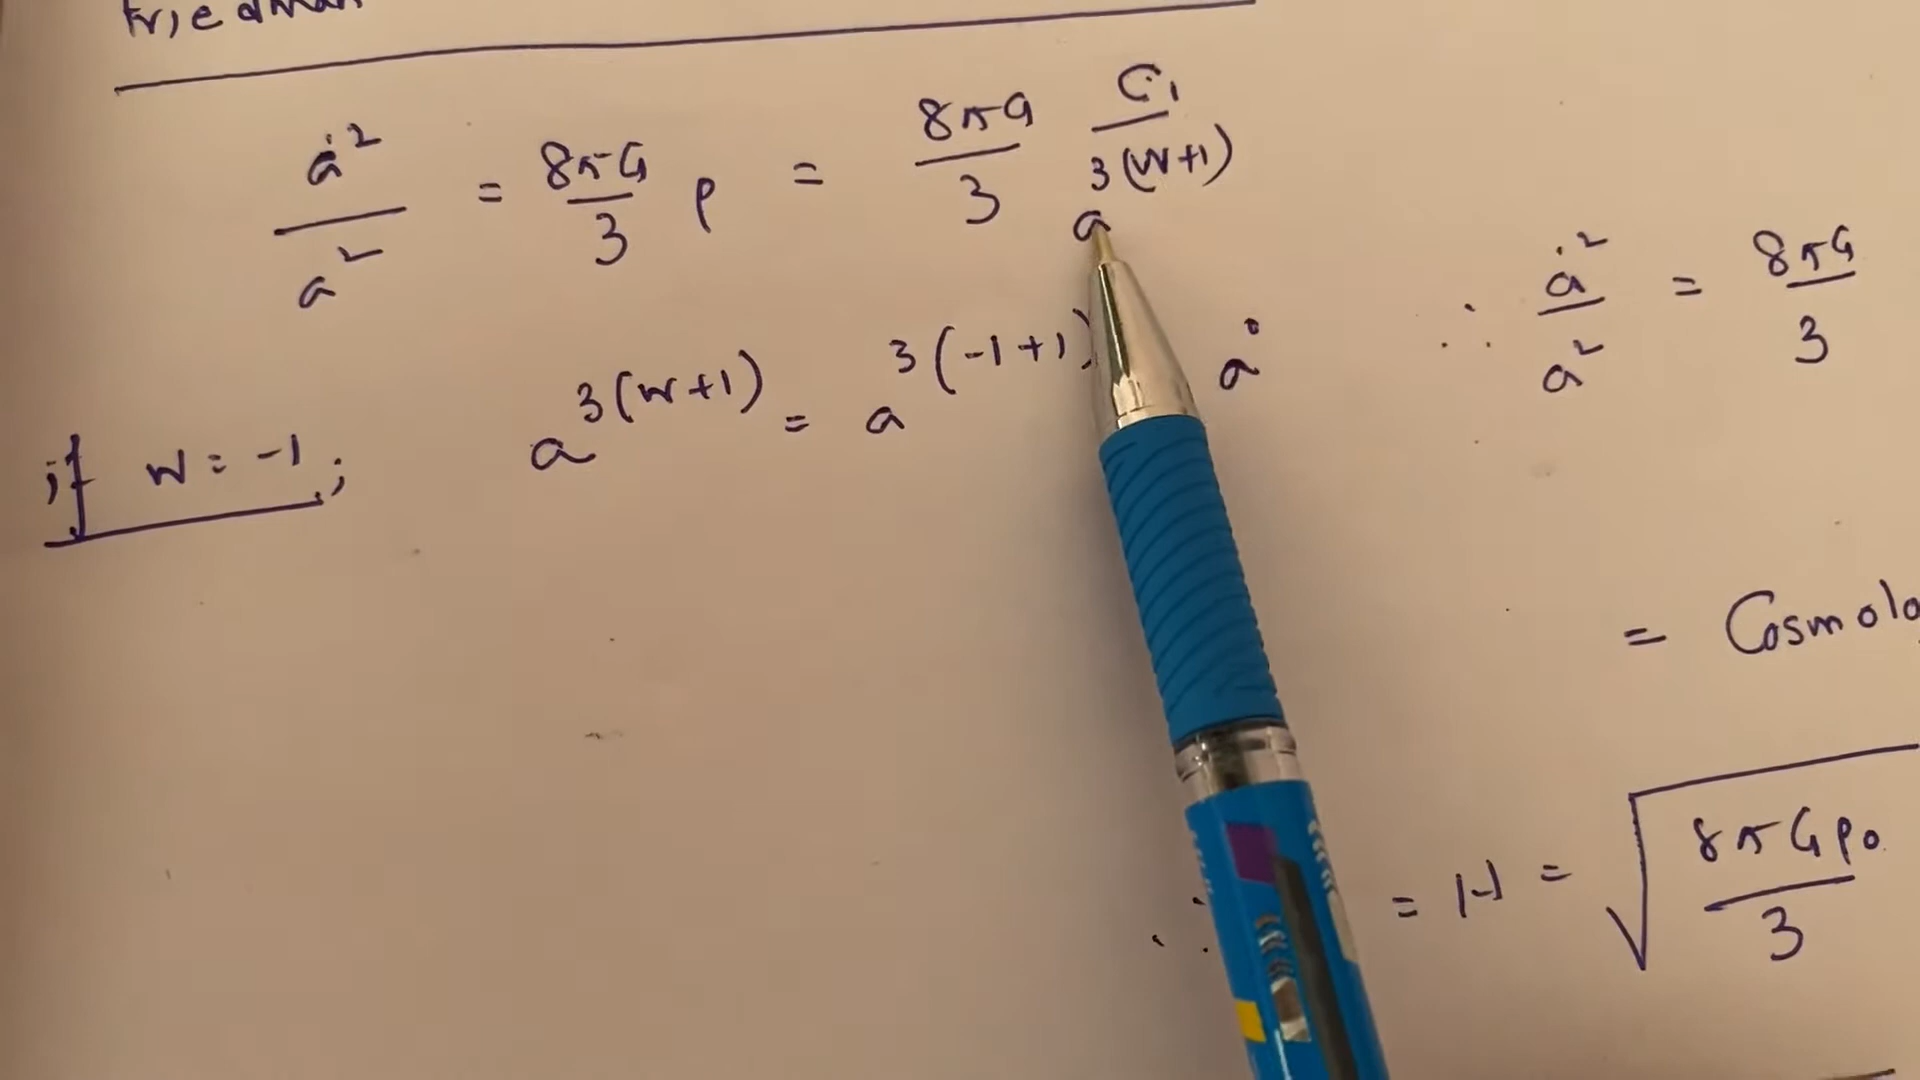 Friedman
ȧ²/a² = 8πG/3 ρ = 8πG/3 C₁/a^3(W+1)
if W = -1; a^3(W+1) = a^3(-1+1) a° ∴ ȧ²/a² = 8πG/3
= Cosmolo
∴ = H = √(8πGρ₀/3)